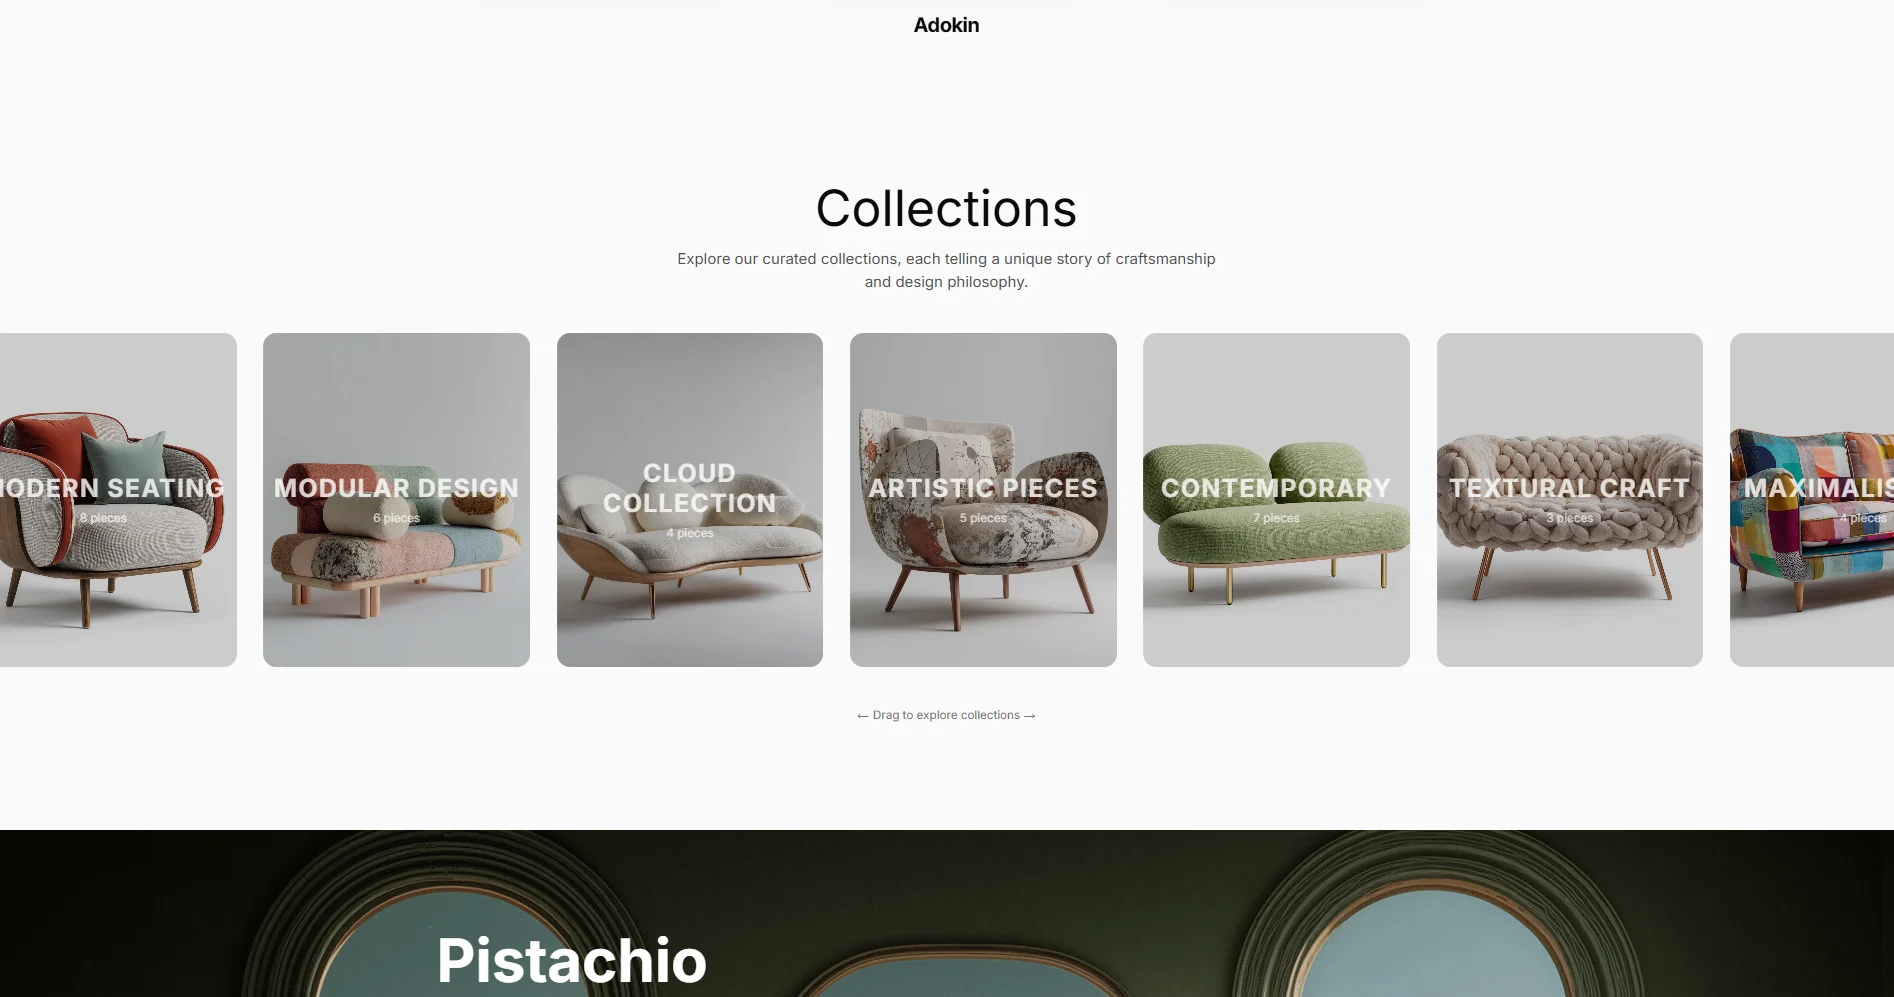 Adokin
Collections
Explore our curated collections, each telling a unique story of craftsmanship
and design philosophy.
MODERN SEATING
8 pieces
MODULAR DESIGN
6 pieces
CLOUD
COLLECTION
4 pieces
ARTISTIC PIECES
5 pieces
CONTEMPORARY
7 pieces
TEXTURAL CRAFT
3 pieces
MAXIMALIS
4 pieces
← Drag to explore collections →
Pistachio